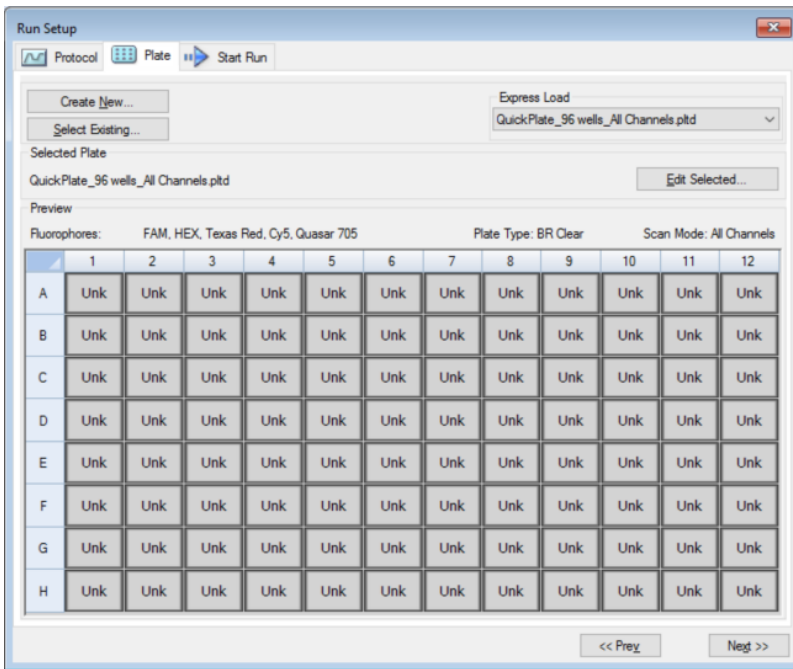 Run Setup
Protocol Plate Start Run
Create New...
Select Existing...
Express Load
QuickPlate_96 wells_All Channels.pltd
Selected Plate
QuickPlate_96 wells_All Channels.pltd
Edit Selected...
Preview
Fluorophores: FAM, HEX, Texas Red, Cy5, Quasar 705 Plate Type: BR Clear Scan Mode: All Channels
1 2 3 4 5 6 7 8 9 10 11 12
A Unk Unk Unk Unk Unk Unk Unk Unk Unk Unk Unk Unk
B Unk Unk Unk Unk Unk Unk Unk Unk Unk Unk Unk Unk
C Unk Unk Unk Unk Unk Unk Unk Unk Unk Unk Unk Unk
D Unk Unk Unk Unk Unk Unk Unk Unk Unk Unk Unk Unk
E Unk Unk Unk Unk Unk Unk Unk Unk Unk Unk Unk Unk
F Unk Unk Unk Unk Unk Unk Unk Unk Unk Unk Unk Unk
G Unk Unk Unk Unk Unk Unk Unk Unk Unk Unk Unk Unk
H Unk Unk Unk Unk Unk Unk Unk Unk Unk Unk Unk Unk
<< Prev Next >>